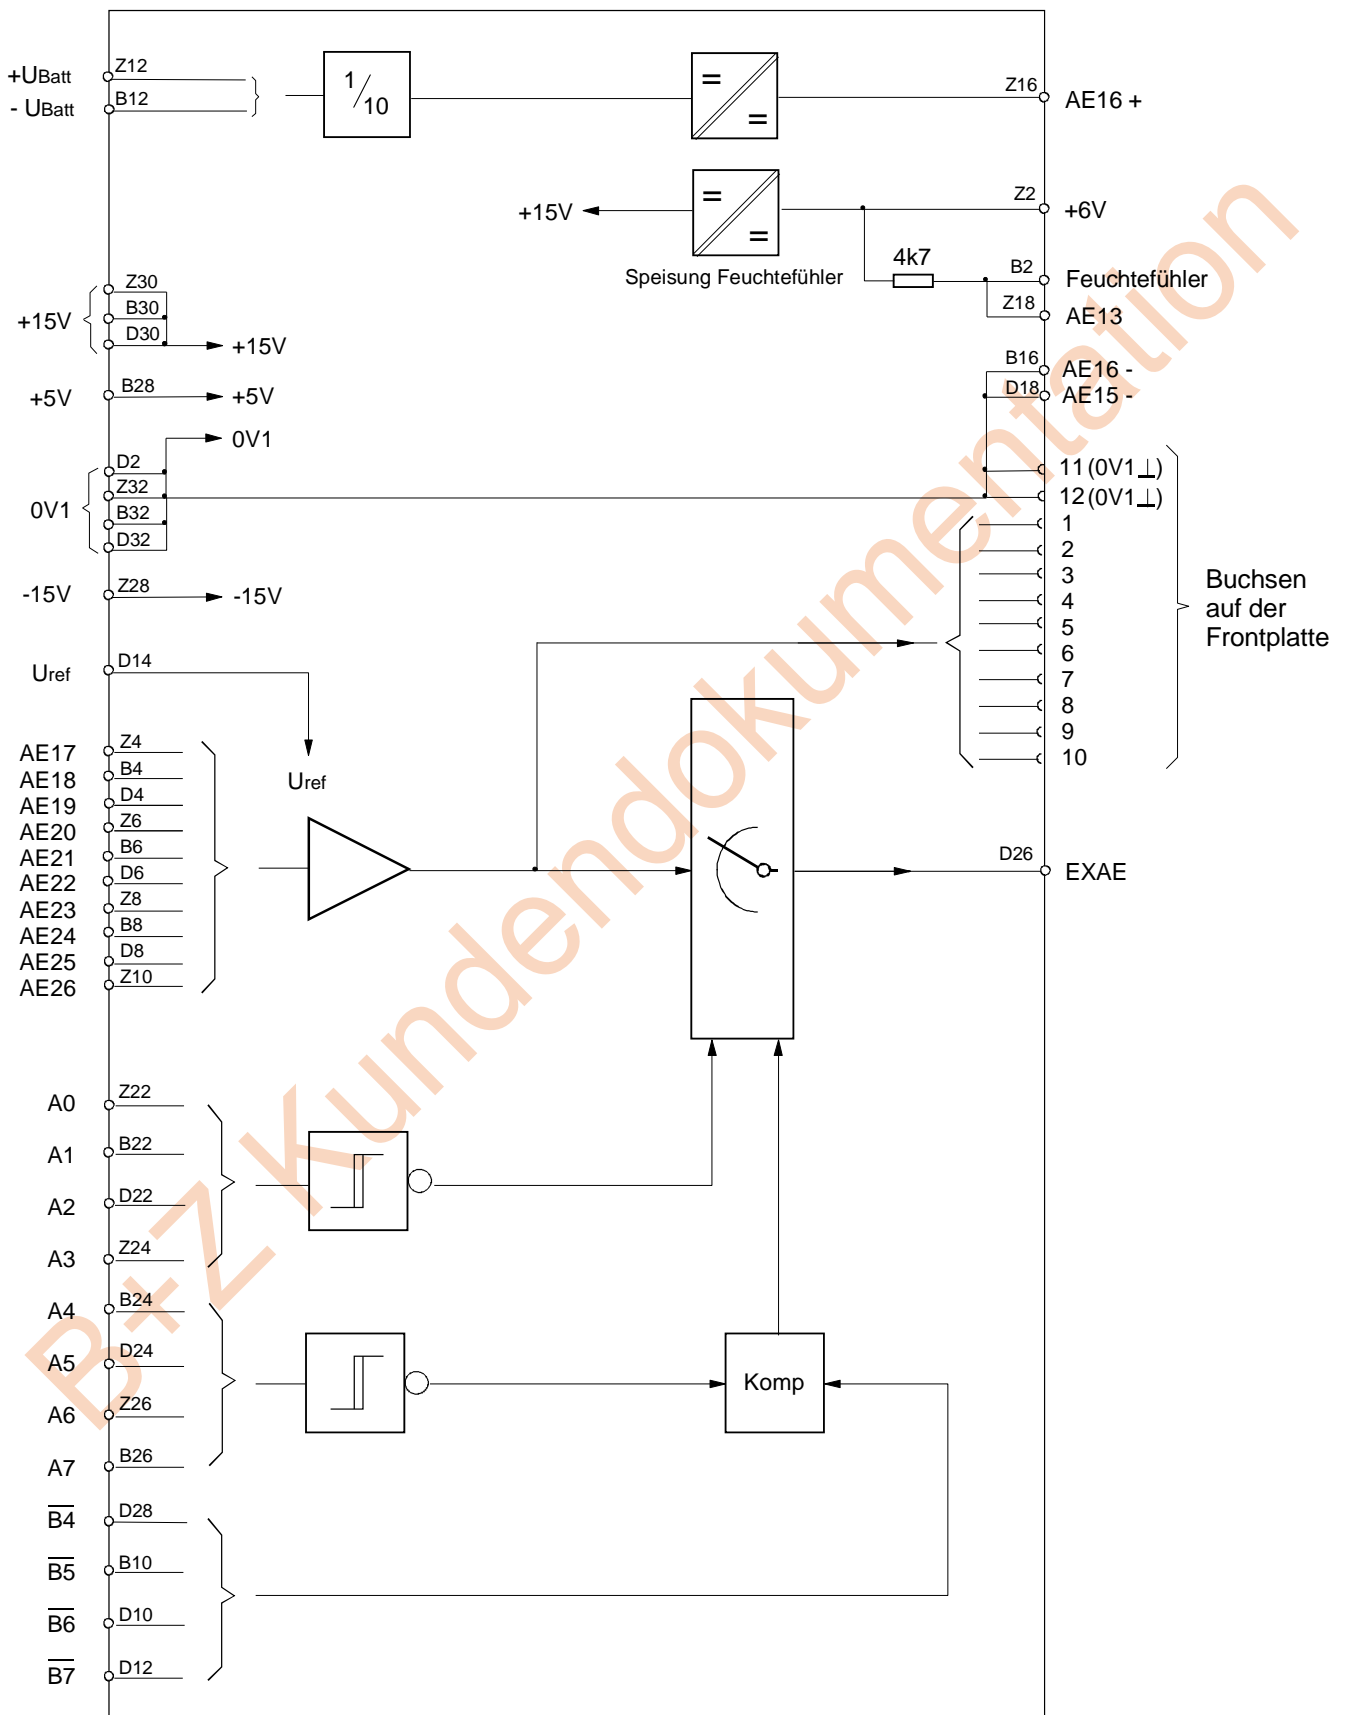 +UBatt
Z12
- UBatt
B12
1/10
=
=
Z16
AE16 +
+15V
=
=
Speisung Feuchtefühler
Z2
+6V
4k7
B2
Feuchtefühler
Z18
AE13
+15V
Z30
B30
D30
+15V
B16
AE16 -
D18
AE15 -
+5V
B28
+5V
0V1
0V1
D2
Z32
B32
D32
11 (0V1⊥)
12 (0V1⊥)
1
2
3
4
5
6
7
8
9
10
Buchsen
auf der
Frontplatte
-15V
Z28
-15V
Uref
D14
Uref
AE17
Z4
AE18
B4
AE19
D4
AE20
Z6
AE21
B6
AE22
D6
AE23
Z8
AE24
B8
AE25
D8
AE26
Z10
D26
EXAE
A0
Z22
A1
B22
A2
D22
A3
Z24
A4
B24
A5
D24
A6
Z26
A7
B26
Komp
B̅4̅
D28
B̅5̅
B10
B̅6̅
D10
B̅7̅
D12
B+Z Kundendokumentation